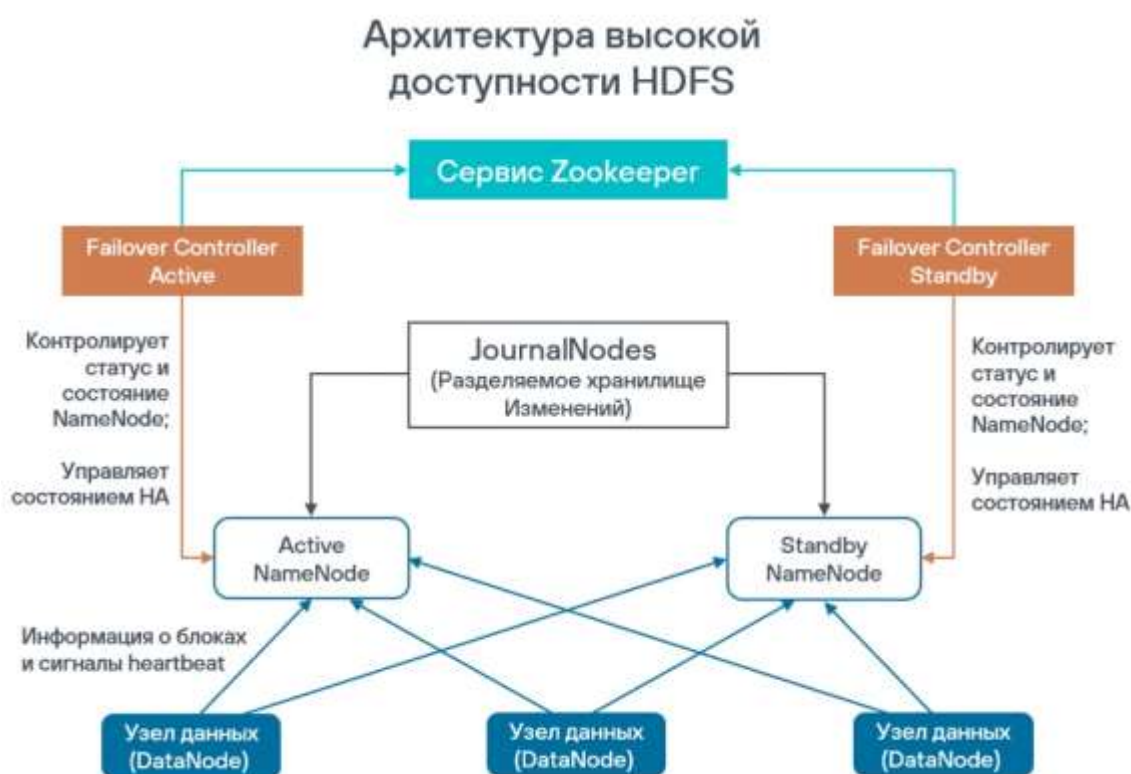 Архитектура высокой
доступности HDFS
Сервис Zookeeper
Failover Controller
Active
Failover Controller
Standby
Контролирует
статус и
состояние
NameNode;
Управляет
состоянием HA
JournalNodes
(Разделяемое хранилище
Изменений)
Контролирует
статус и
состояние
NameNode;
Управляет
состоянием HA
Active
NameNode
Standby
NameNode
Информация о блоках
и сигналы heartbeat
Узел данных
(DataNode)
Узел данных
(DataNode)
Узел данных
(DataNode)